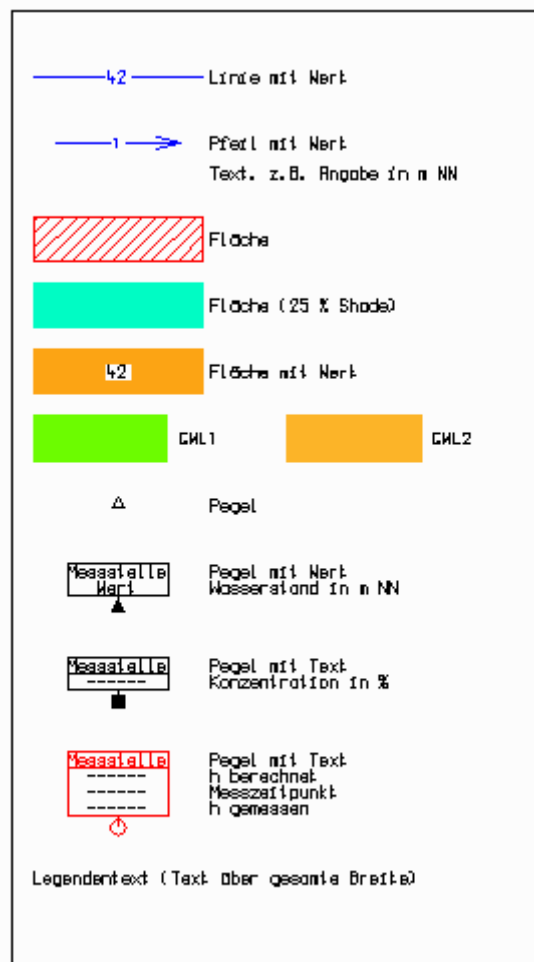 42 Linie mit Wert
1 Pfeil mit Wert
Text. z.B. Angabe in m NN
Fläche
Fläche (25 % Shade)
42 Fläche mit Wert
GWL1 GWL2
Pegel
Messstelle Pegel mit Wert
Wert Wasserstand in m NN
Messstelle Pegel mit Text
------ Konzentration in %
Messstelle Pegel mit Text
------ h berechnet
------ Messzeitpunkt
------ h gemessen
Legendentext (Text über gesamte Breite)